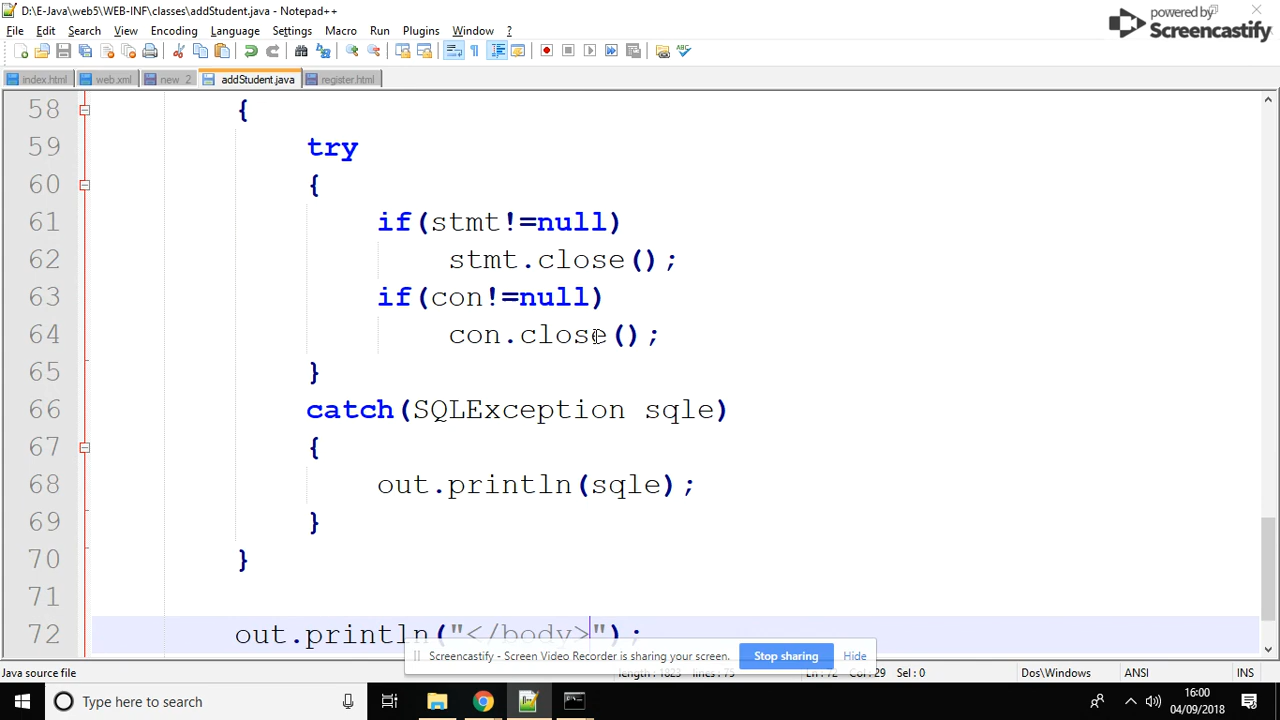 D:\E-Java\web5\WEB-INF\classes\addStudent.java - Notepad++
powered by
Screencastify
File Edit Search View Encoding Language Settings Macro Run Plugins Window ?
index.html web.xml new 2 addStudent.java register.html
58 {
59 try
60 {
61 if(stmt!=null)
62 stmt.close();
63 if(con!=null)
64 con.close();
65 }
66 catch(SQLException sqle)
67 {
68 out.println(sqle);
69 }
70 }
71
72 out.println("</body>");
Screencastify - Screen Video Recorder is sharing your screen. Stop sharing Hide
Java source file Sel : 0 Dos\Windows ANSI INS
Type here to search
16:00
04/09/2018